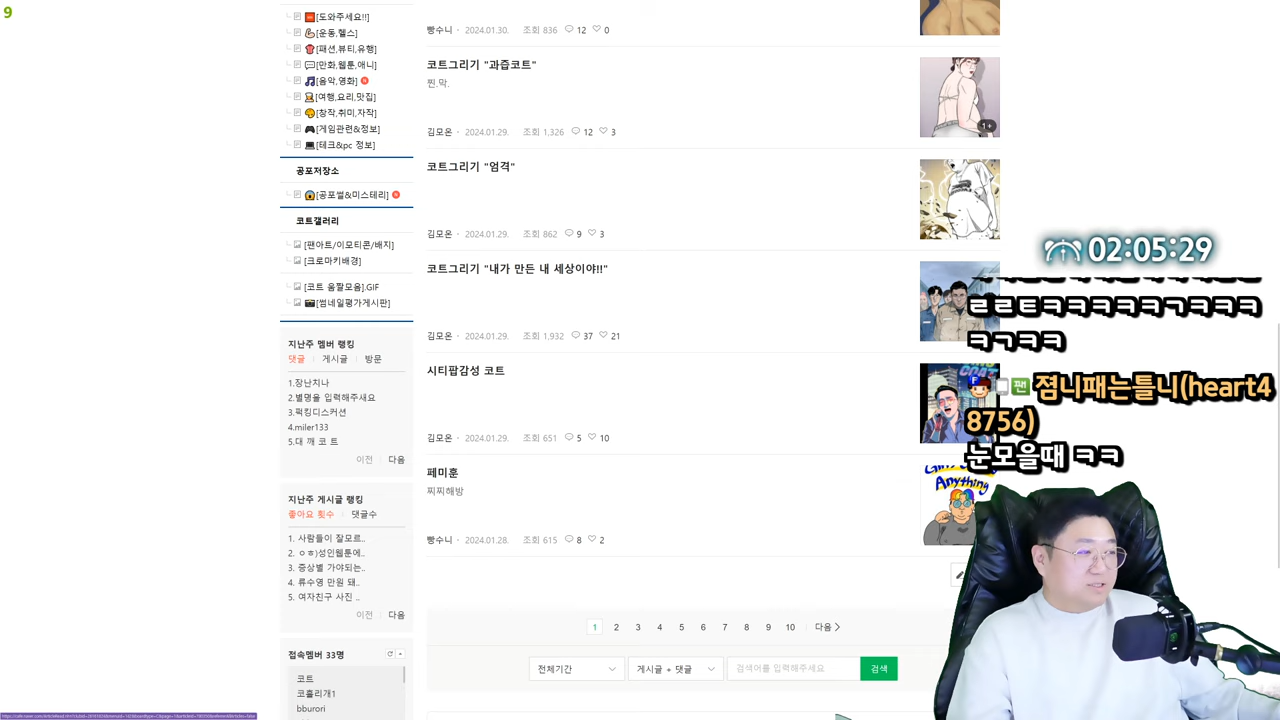 9
[도와주세요!!]
[운동,헬스]
[패션,뷰티,유행]
[만화,웹툰,애니]
[음악,영화]
[여행,요리,맛집]
[창작,취미,자작]
[게임관련&정보]
[테크&pc 정보]
공포저장소
[공포썰&미스테리]
코트갤러리
[팬아트/이모티콘/배지]
[크로마키배경]
[코트 움짤모음].GIF
[썸네일평가게시판]
지난주 멤버 랭킹
댓글 게시글 방문
1.장난치나
2.별명을 입력해주새요
3.퍽킹디스커션
4.miler133
5.대 깨 코 트
이전 다음
지난주 게시글 랭킹
좋아요 횟수 댓글수
1. 사람들이 잘모르..
2. ㅇㅎ)성인웹툰에..
3. 증상별 가야되는..
4. 류수영 만원 돼..
5. 여자친구 사진 ..
이전 다음
접속멤버 33명
코트
코흘리개1
bburori
빵수니 · 2024.01.30. 조회 836 12 0
코트그리기 "과즙코트"
찐.막.
김모온 · 2024.01.29. 조회 1,326 12 3
1+
코트그리기 "엄격"
김모온 · 2024.01.29. 조회 862 9 3
코트그리기 "내가 만든 내 세상이야!!"
김모온 · 2024.01.29. 조회 1,932 37 21
시티팝감성 코트
김모온 · 2024.01.29. 조회 651 5 10
COAT
페미훈
찌찌해방
빵수니 · 2024.01.28. 조회 615 8 2
Anything
1 2 3 4 5 6 7 8 9 10 다음
전체기간 게시글 + 댓글 검색어를 입력해주세요 검색
02:05:29
르르트ㅋㅋㅋㅋㅋㄱㅋㅋㅋ
ㅋㄱㅋㅋ
짼 졈니패는틀니(heart4
8756)
눈모을때 ㅋㅋ